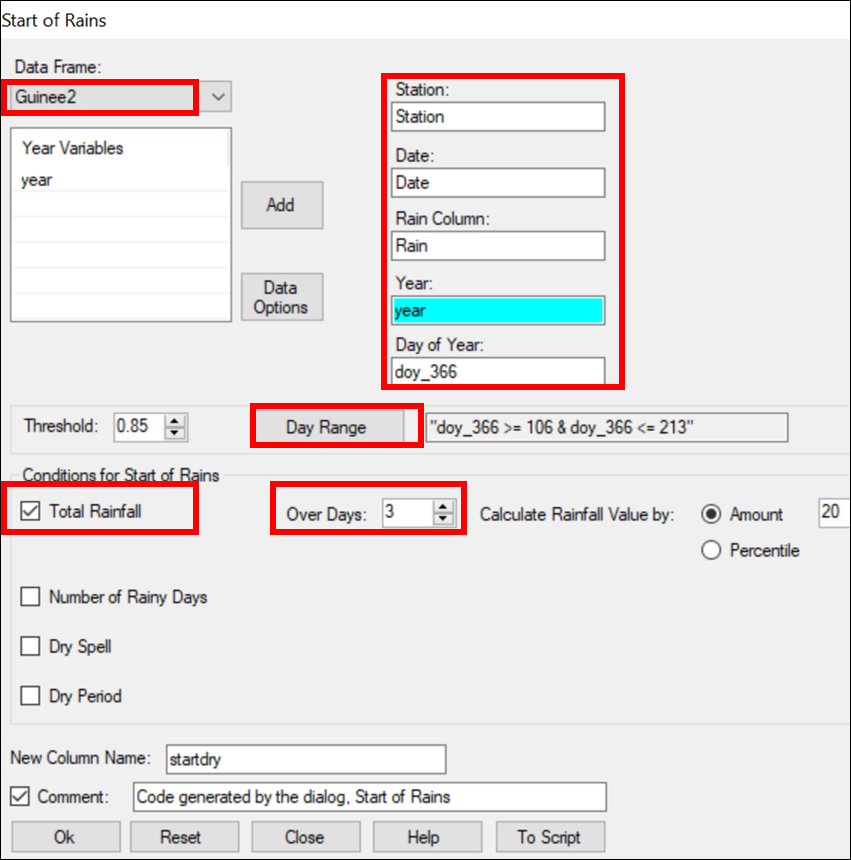 Start of Rains
Data Frame:
Guinee2
Year Variables
year
Add
Data
Options
Station:
Station
Date:
Date
Rain Column:
Rain
Year:
year
Day of Year:
doy_366
Threshold: 0.85 Day Range "doy_366 >= 106 & doy_366 <= 213"
Conditions for Start of Rains
Total Rainfall Over Days: 3 Calculate Rainfall Value by: Amount 20
Percentile
Number of Rainy Days
Dry Spell
Dry Period
New Column Name: startdry
Comment: Code generated by the dialog, Start of Rains
Ok Reset Close Help To Script